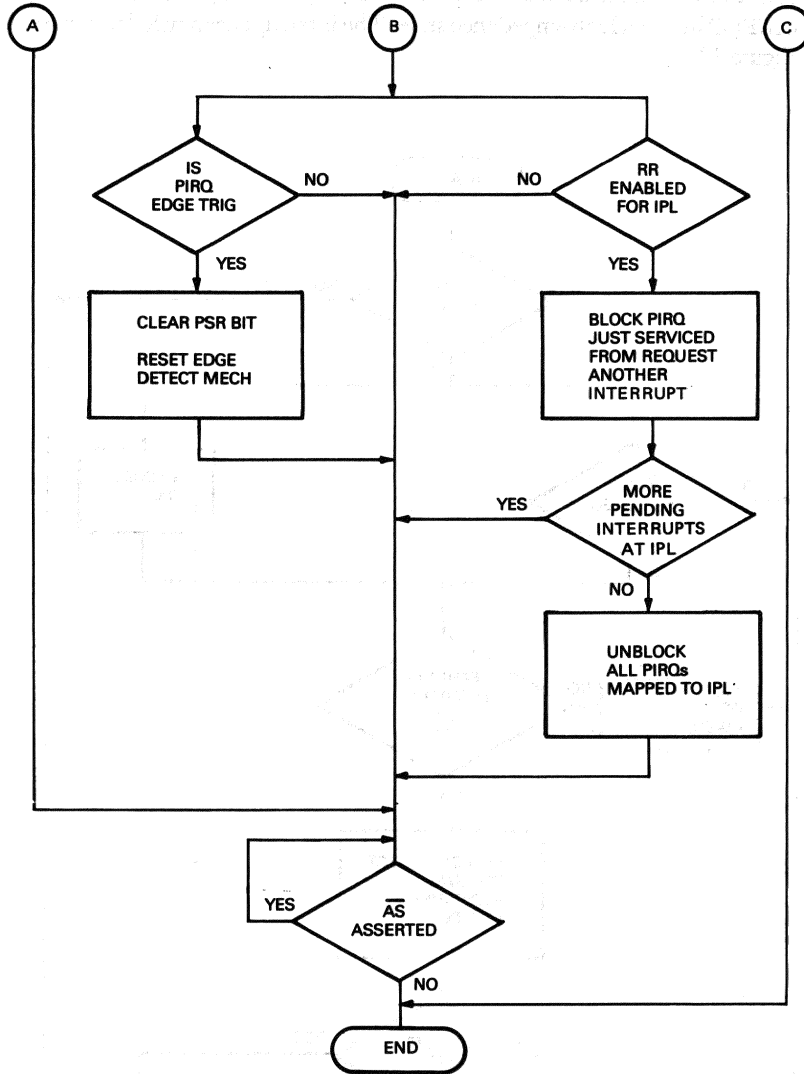 A
B
C
IS
PIRQ
EDGE TRIG
NO
YES
NO
RR
ENABLED
FOR IPL
YES
CLEAR PSR BIT
RESET EDGE
DETECT MECH
BLOCK PIRQ
JUST SERVICED
FROM REQUEST
ANOTHER
INTERRUPT
YES
MORE
PENDING
INTERRUPTS
AT IPL
NO
UNBLOCK
ALL PIRQs
MAPPED TO IPL
YES
A̅S̅
ASSERTED
NO
END